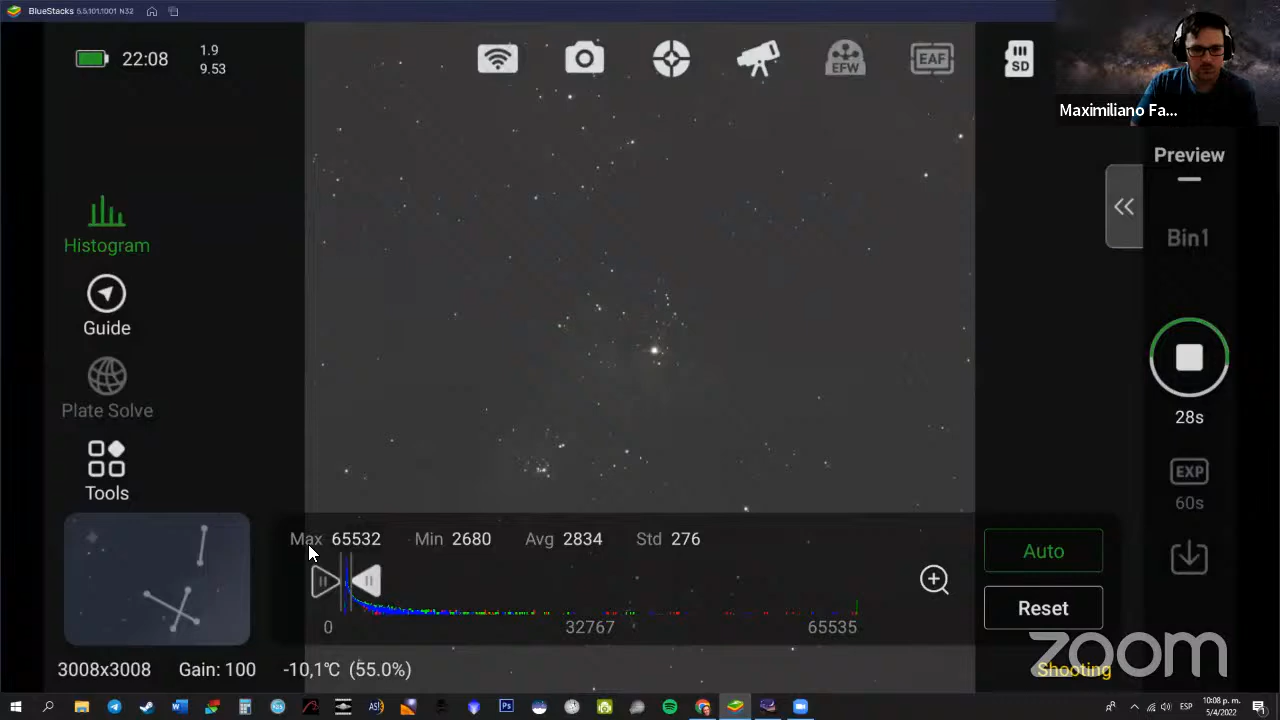 BlueStacks 5.5.101.1001 N32
22:08
1.9
9.53
EFW
EAF
SD
Maximiliano Fa...
Preview
Histogram
Bin1
Guide
Plate Solve
28s
Tools
EXP
60s
Max 65532 Min 2680 Avg 2834 Std 276
Auto
Reset
0 32767 65535
3008x3008 Gain: 100 -10,1℃ (55.0%)
Shooting
zoom
ESP
10:08 p. m.
5/4/2022